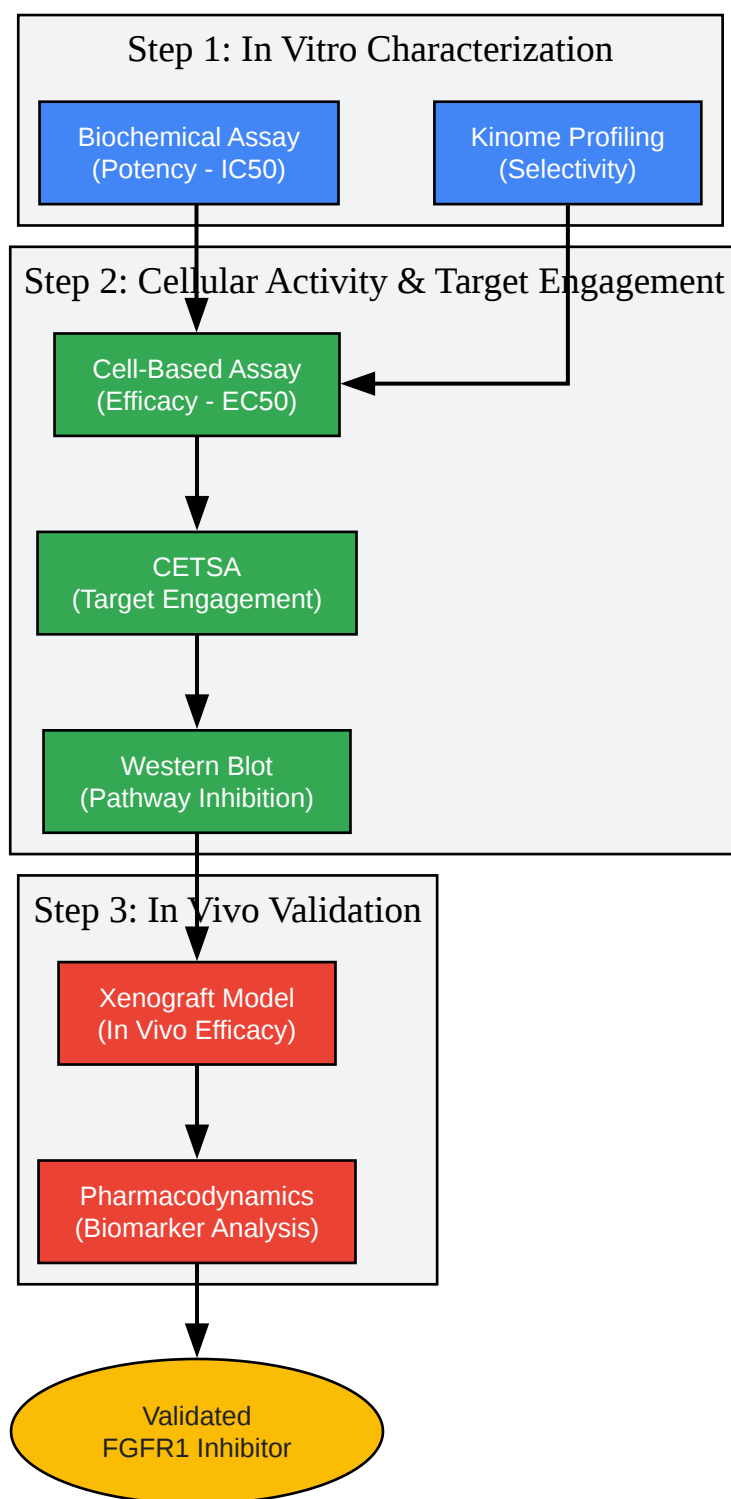 Step 1: In Vitro Characterization
Biochemical Assay
(Potency - IC50)
Kinome Profiling
(Selectivity)
Step 2: Cellular Activity & Target Engagement
Cell-Based Assay
(Efficacy - EC50)
CETSA
(Target Engagement)
Western Blot
(Pathway Inhibition)
Step 3: In Vivo Validation
Xenograft Model
(In Vivo Efficacy)
Pharmacodynamics
(Biomarker Analysis)
Validated
FGFR1 Inhibitor